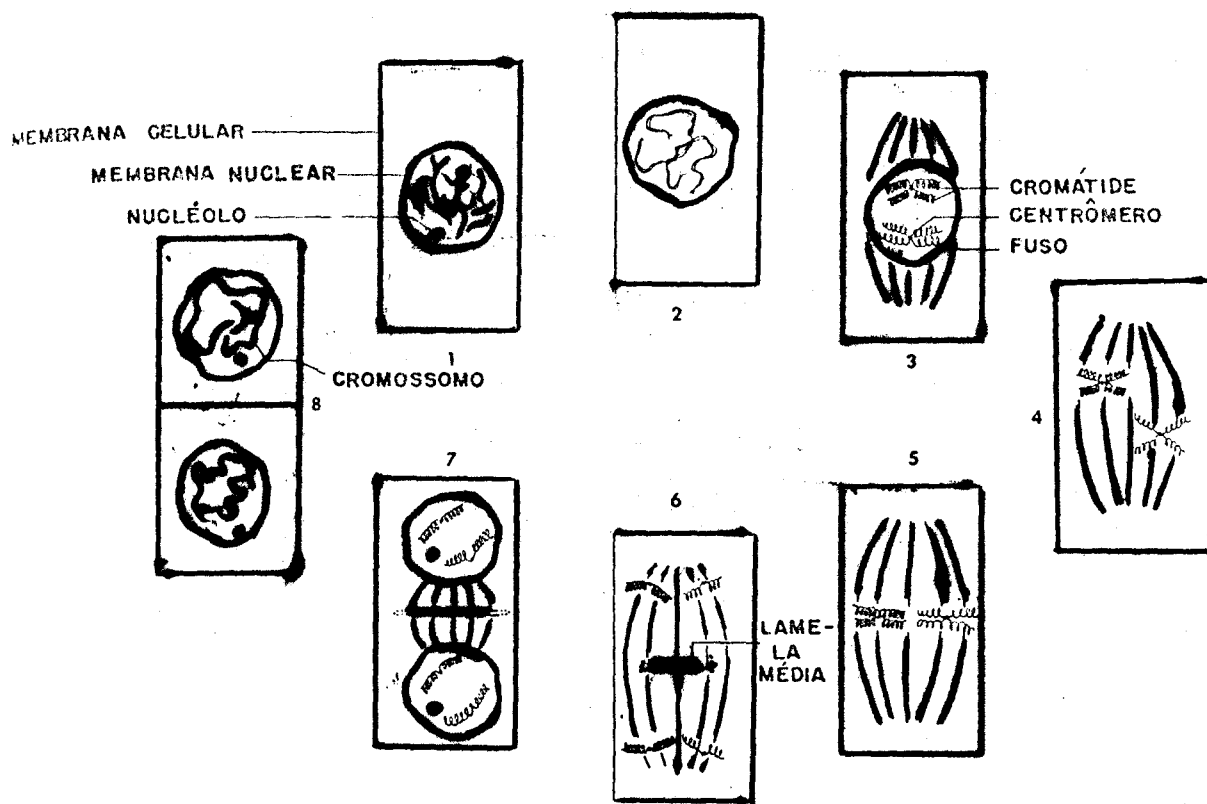 MEMBRANA CELULAR
MEMBRANA NUCLEAR
NUCLÉOLO
1
2
CROMÁTIDE
CENTRÔMERO
FUSO
3
4
CROMOSSOMO
8
7
6
5
LAME-
LA
MÉDIA